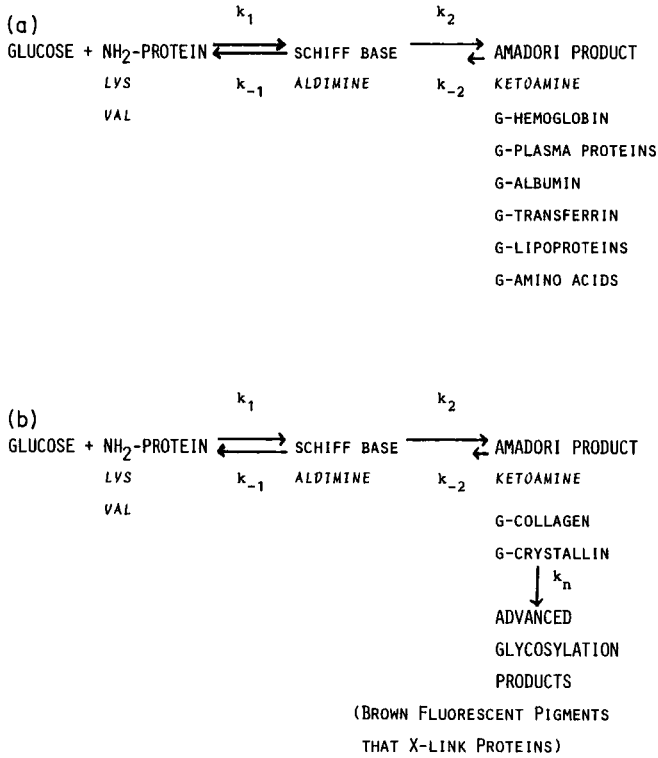 (a)
k1 k2
GLUCOSE + NH2-PROTEIN SCHIFF BASE AMADORI PRODUCT
LYS k-1 ALDIMINE k-2 KETOAMINE
VAL
G-HEMOGLOBIN
G-PLASMA PROTEINS
G-ALBUMIN
G-TRANSFERRIN
G-LIPOPROTEINS
G-AMINO ACIDS
(b)
k1 k2
GLUCOSE + NH2-PROTEIN SCHIFF BASE AMADORI PRODUCT
LYS k-1 ALDIMINE k-2 KETOAMINE
VAL
G-COLLAGEN
G-CRYSTALLIN
kn
ADVANCED
GLYCOSYLATION
PRODUCTS
(BROWN FLUORESCENT PIGMENTS
THAT X-LINK PROTEINS)